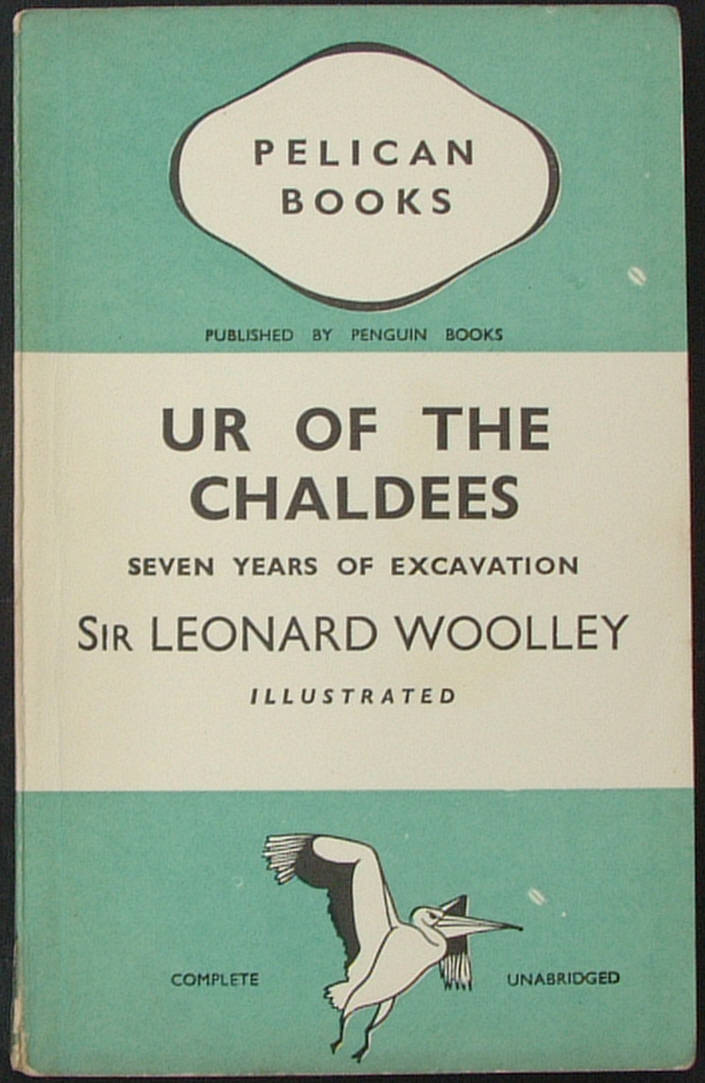 PELICAN
BOOKS
PUBLISHED BY PENGUIN BOOKS
UR OF THE
CHALDEES
SEVEN YEARS OF EXCAVATION
SIR LEONARD WOOLLEY
ILLUSTRATED
COMPLETE UNABRIDGED